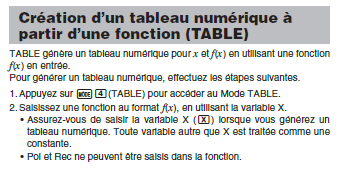 Création d'un tableau numérique à
partir d'une fonction (TABLE)
TABLE génère un tableau numérique pour x et f(x) en utilisant une fonction
f(x) en entrée.
Pour générer un tableau numérique, effectuez les étapes suivantes.
1. Appuyez sur MODE 4 (TABLE) pour accéder au Mode TABLE.
2. Saisissez une fonction au format f(x), en utilisant la variable X.
• Assurez-vous de saisir la variable X (X) lorsque vous générez un
tableau numérique. Toute variable autre que X est traitée comme une
constante.
• Pol et Rec ne peuvent être saisis dans la fonction.